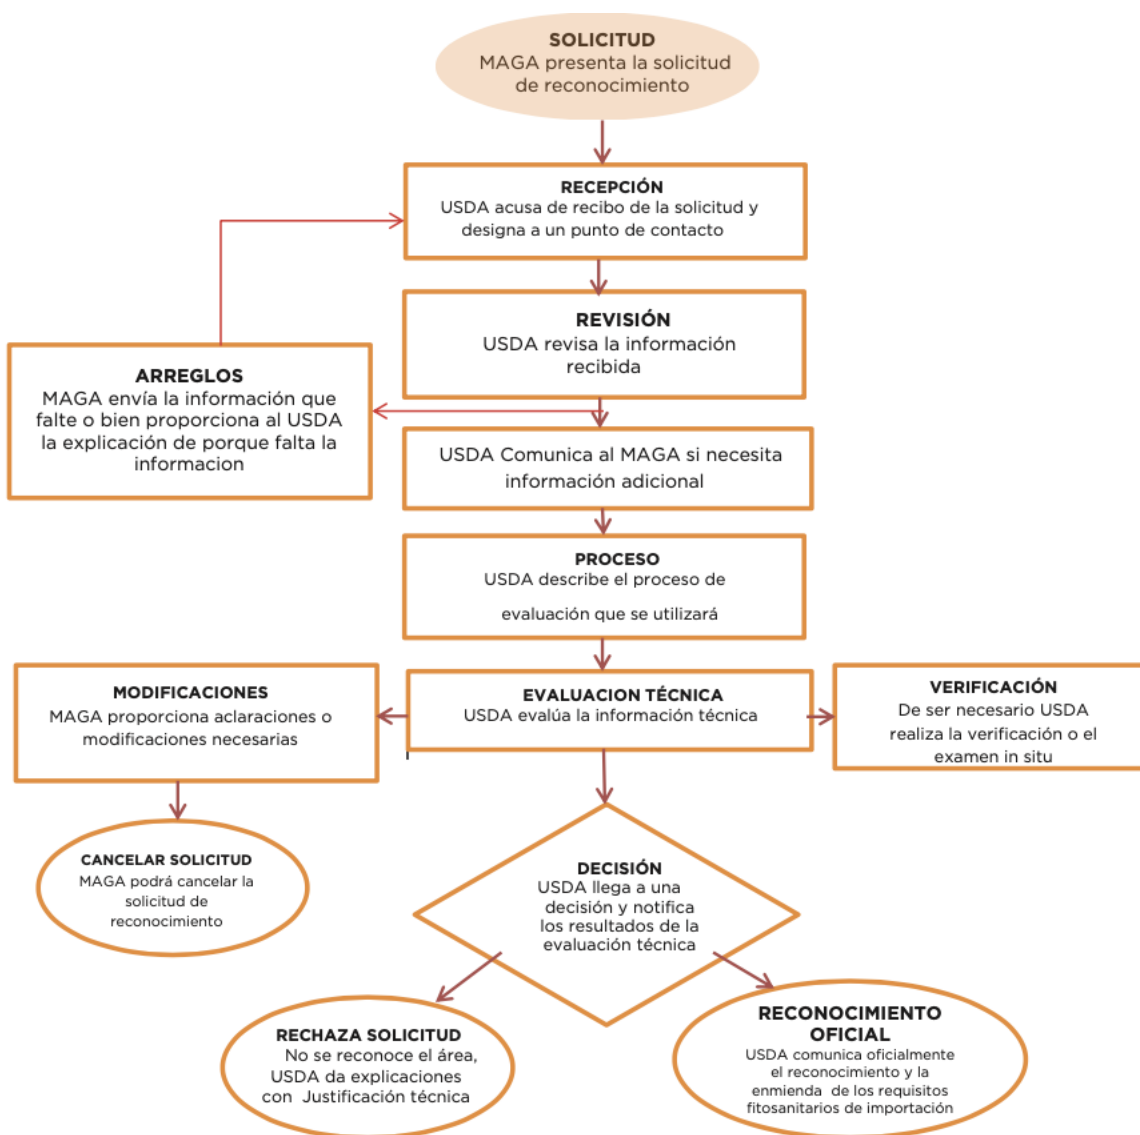 SOLICITUD
MAGA presenta la solicitud
de reconocimiento
RECEPCIÓN
USDA acusa de recibo de la solicitud y
designa a un punto de contacto
REVISIÓN
USDA revisa la información
recibida
ARREGLOS
MAGA envía la información que
falte o bien proporciona al USDA
la explicación de porque falta la
informacion
USDA Comunica al MAGA si necesita
información adicional
PROCESO
USDA describe el proceso de
evaluación que se utilizará
MODIFICACIONES
MAGA proporciona aclaraciones o
modificaciones necesarias
EVALUACION TÉCNICA
USDA evalúa la información técnica
VERIFICACIÓN
De ser necesario USDA
realiza la verificación o el
examen in situ
CANCELAR SOLICITUD
MAGA podrá cancelar la
solicitud de
reconocimiento
DECISIÓN
USDA llega a una
decisión y notifica
los resultados de la
evaluación técnica
RECHAZA SOLICITUD
No se reconoce el área,
USDA da explicaciones
con Justificación técnica
RECONOCIMIENTO
OFICIAL
USDA comunica oficialmente
el reconocimiento y la
enmienda de los requisitos
fitosanitarios de importación